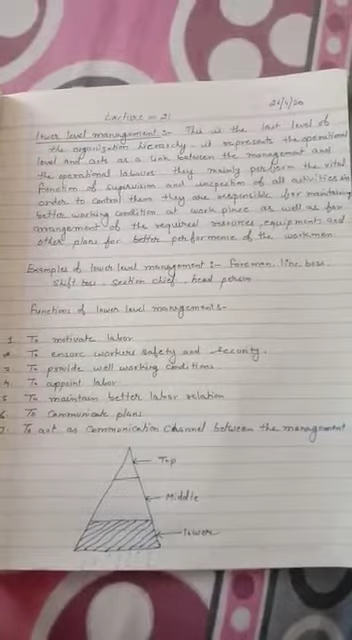 21/4/20
Lecture = 21
lower level management :- This is the last level of
the organization hierarchy. it represents the operational
level and acts as a link between the management and
the operational labours they mainly perform the vital
function of supervision and inspection of all activities in
order to control them they are responsible for maintaining
better working condition at work place as well as for
arrangement of the required resources, equipments and
other plans for better performence of the workmen
Examples of lower level management :- foremen, line boss,
shift boss, section chief, head person
Functions of lower level management :-
1 To motivate labor
2 To ensure workers safety and security.
3 To provide well working conditions
4 To appoint labor
5 To maintain better labor relation
6 To communicate plans
7. To act as communication channel between the management
Top
Middle
lower